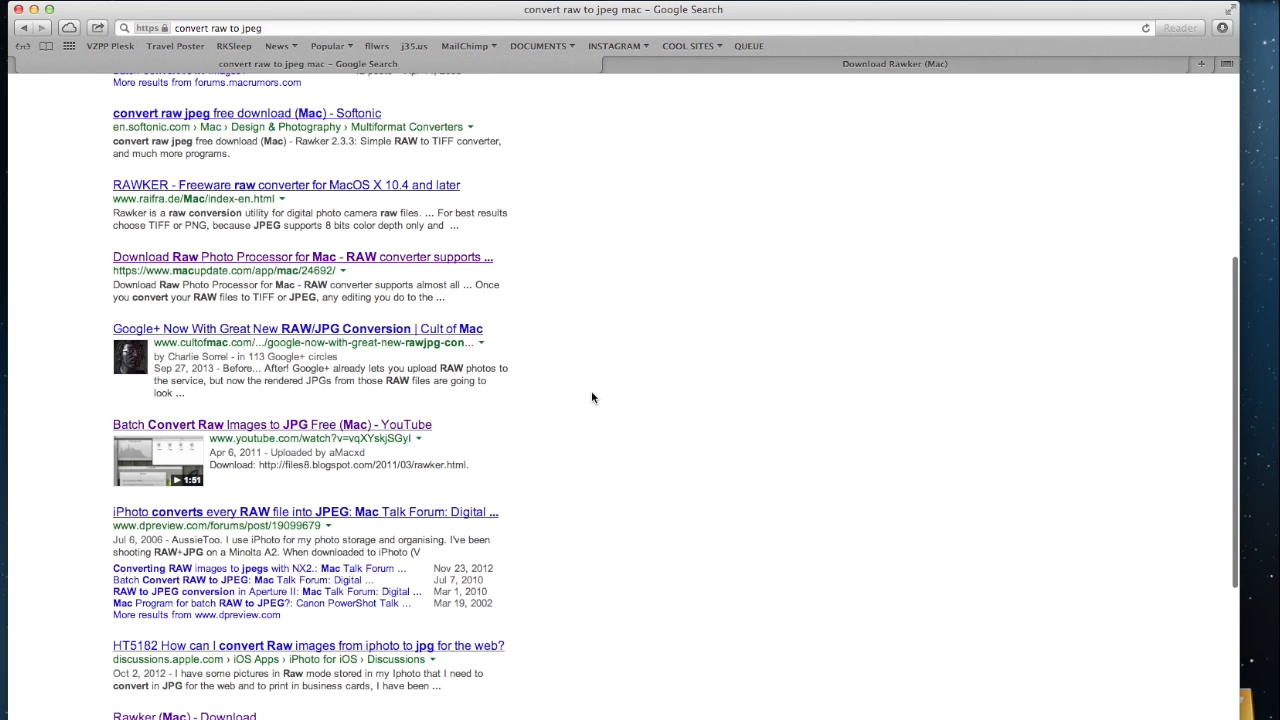 convert raw to jpeg mac – Google Search
https convert raw to jpeg Reader
VZPP Plesk Travel Poster RKSleep News Popular fllwrs j35.us MailChimp DOCUMENTS INSTAGRAM COOL SITES QUEUE
convert raw to jpeg mac – Google Search Download Rawker (Mac)
More results from forums.macrumors.com
convert raw jpeg free download (Mac) - Softonic
en.softonic.com › Mac › Design & Photography › Multiformat Converters
convert raw jpeg free download (Mac) - Rawker 2.3.3: Simple RAW to TIFF converter,
and much more programs.
RAWKER - Freeware raw converter for MacOS X 10.4 and later
www.raifra.de/Mac/index-en.html
Rawker is a raw conversion utility for digital photo camera raw files. ... For best results
choose TIFF or PNG, because JPEG supports 8 bits color depth only and ...
Download Raw Photo Processor for Mac - RAW converter supports ...
https://www.macupdate.com/app/mac/24692/
Download Raw Photo Processor for Mac - RAW converter supports almost all ... Once
you convert your RAW files to TIFF or JPEG, any editing you do to the ...
Google+ Now With Great New RAW/JPG Conversion | Cult of Mac
www.cultofmac.com/.../google-now-with-great-new-rawjpg-con...
by Charlie Sorrel - in 113 Google+ circles
Sep 27, 2013 - Before... After! Google+ already lets you upload RAW photos to
the service, but now the rendered JPGs from those RAW files are going to
look ...
Batch Convert Raw Images to JPG Free (Mac) - YouTube
www.youtube.com/watch?v=vqXYskjSGyI
Apr 6, 2011 - Uploaded by aMacxd
Download: http://files8.blogspot.com/2011/03/rawker.html.
1:51
iPhoto converts every RAW file into JPEG: Mac Talk Forum: Digital ...
www.dpreview.com/forums/post/19099679
Jul 6, 2006 - AussieToo. I use iPhoto for my photo storage and organising. I've been
shooting RAW+JPG on a Minolta A2. When downloaded to iPhoto (V
Converting RAW images to jpegs with NX2.: Mac Talk Forum ... Nov 23, 2012
Batch Convert RAW to JPEG: Mac Talk Forum: Digital ... Jul 7, 2010
RAW to JPEG conversion in Aperture II: Mac Talk Forum: Digital ... Mar 1, 2010
Mac Program for batch RAW to JPEG?: Canon PowerShot Talk ... Mar 19, 2002
More results from www.dpreview.com
HT5182 How can I convert Raw images from iphoto to jpg for the web?
discussions.apple.com › iOS Apps › iPhoto for iOS › Discussions
Oct 2, 2012 - I have some pictures in Raw mode stored in my Iphoto that I need to
convert in JPG for the web and to print in business cards, I have been ...
Rawker (Mac) - Download